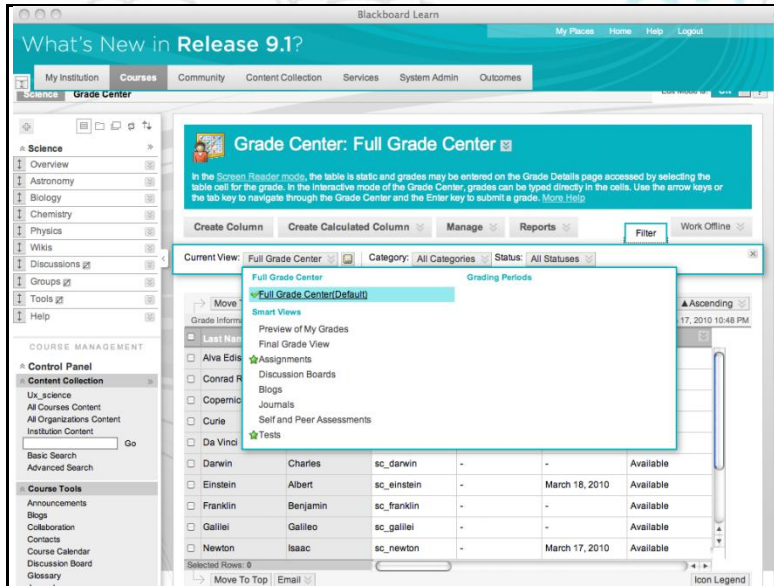 Blackboard Learn
What's New in Release 9.1?
My Places Home Help Logout
My Institution Courses Community Content Collection Services System Admin Outcomes
Science Grade Center
Science
Overview
Astronomy
Biology
Chemistry
Physics
Wikis
Discussions
Groups
Tools
Help
COURSE MANAGEMENT
Control Panel
Content Collection
Ux_science
All Courses Content
All Organizations Content
Institution Content
Go
Basic Search
Advanced Search
Course Tools
Announcements
Blogs
Collaboration
Contacts
Course Calendar
Discussion Board
Glossary
Grade Center: Full Grade Center
In the Screen Reader mode, the table is static and grades may be entered on the Grade Details page accessed by selecting the
table cell for the grade. In the interactive mode of the Grade Center, grades can be typed directly in the cells. Use the arrow keys or
the tab key to navigate through the Grade Center and the Enter key to submit a grade. More Help
Create Column Create Calculated Column Manage Reports Filter Work Offline
Current View: Full Grade Center Category: All Categories Status: All Statuses
Full Grade Center Grading Periods
Full Grade Center(Default)
Smart Views
Preview of My Grades
Final Grade View
Assignments
Discussion Boards
Blogs
Journals
Self and Peer Assessments
Tests
Move Ascending
Grade 17, 2010 10:48 PM
Last
Alva Edis
Conrad R
Copernic
Curie
Da Vinci
Darwin Charles sc_darwin - - Available
Einstein Albert sc_einstein - March 18, 2010 Available
Franklin Benjamin sc_franklin - - Available
Galilei Galileo sc_galilei - - Available
Newton Isaac sc_newton - March 17, 2010 Available
Selected Rows: 0
Move To Top Email Icon Legend